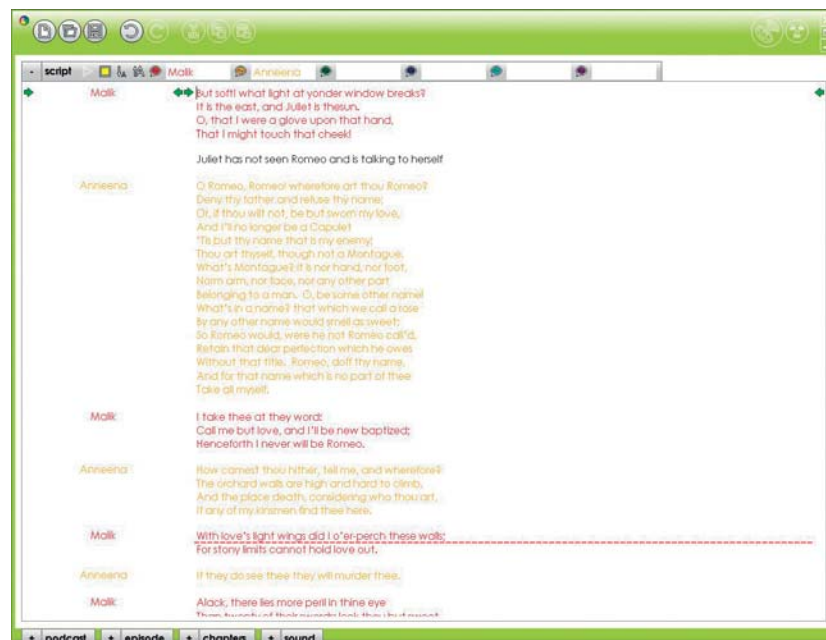 - script Malik Anneena
Malik But soft! what light at yonder window breaks?
It is the east, and Juliet is thesun.
O, that I were a glove upon that hand,
That I might touch that cheek!
Juliet has not seen Romeo and is talking to herself
Anneena O Romeo, Romeo! wherefore art thou Romeo?
Deny thy father and refuse thy name;
Or, if thou wilt not, be but sworn my love,
And I'll no longer be a Capulet
'Tis but thy name that is my enemy;
Thou art thyself, though not a Montague.
What's Montague? it is nor hand, nor foot,
Norm arm, nor face, nor any other part
Belonging to a man. O, be some other name!
What's in a name? that which we call a rose
By any other name would smell as sweet;
So Romeo would, were he not Romeo call'd,
Retain that dear perfection which he owes
Without that title. Romeo, doff thy name,
And for that name which is no part of thee
Take all myself.
Malik I take thee at they word:
Call me but love, and I'll be new baptized;
Henceforth I never will be Romeo.
Anneena How camest thou hither, tell me, and wherefore?
The orchard walls are high and hard to climb,
And the place death, considering who thou art,
If any of my kinsmen find thee here.
Malik With love's light wings did I o'er-perch these walls;
For stony limits cannot hold love out.
Anneena If they do see thee they will murder thee.
Malik Alack, there lies more peril in thine eye
Than twenty of their swords look thou but sweet
+ podcast + episode + chapters + sound